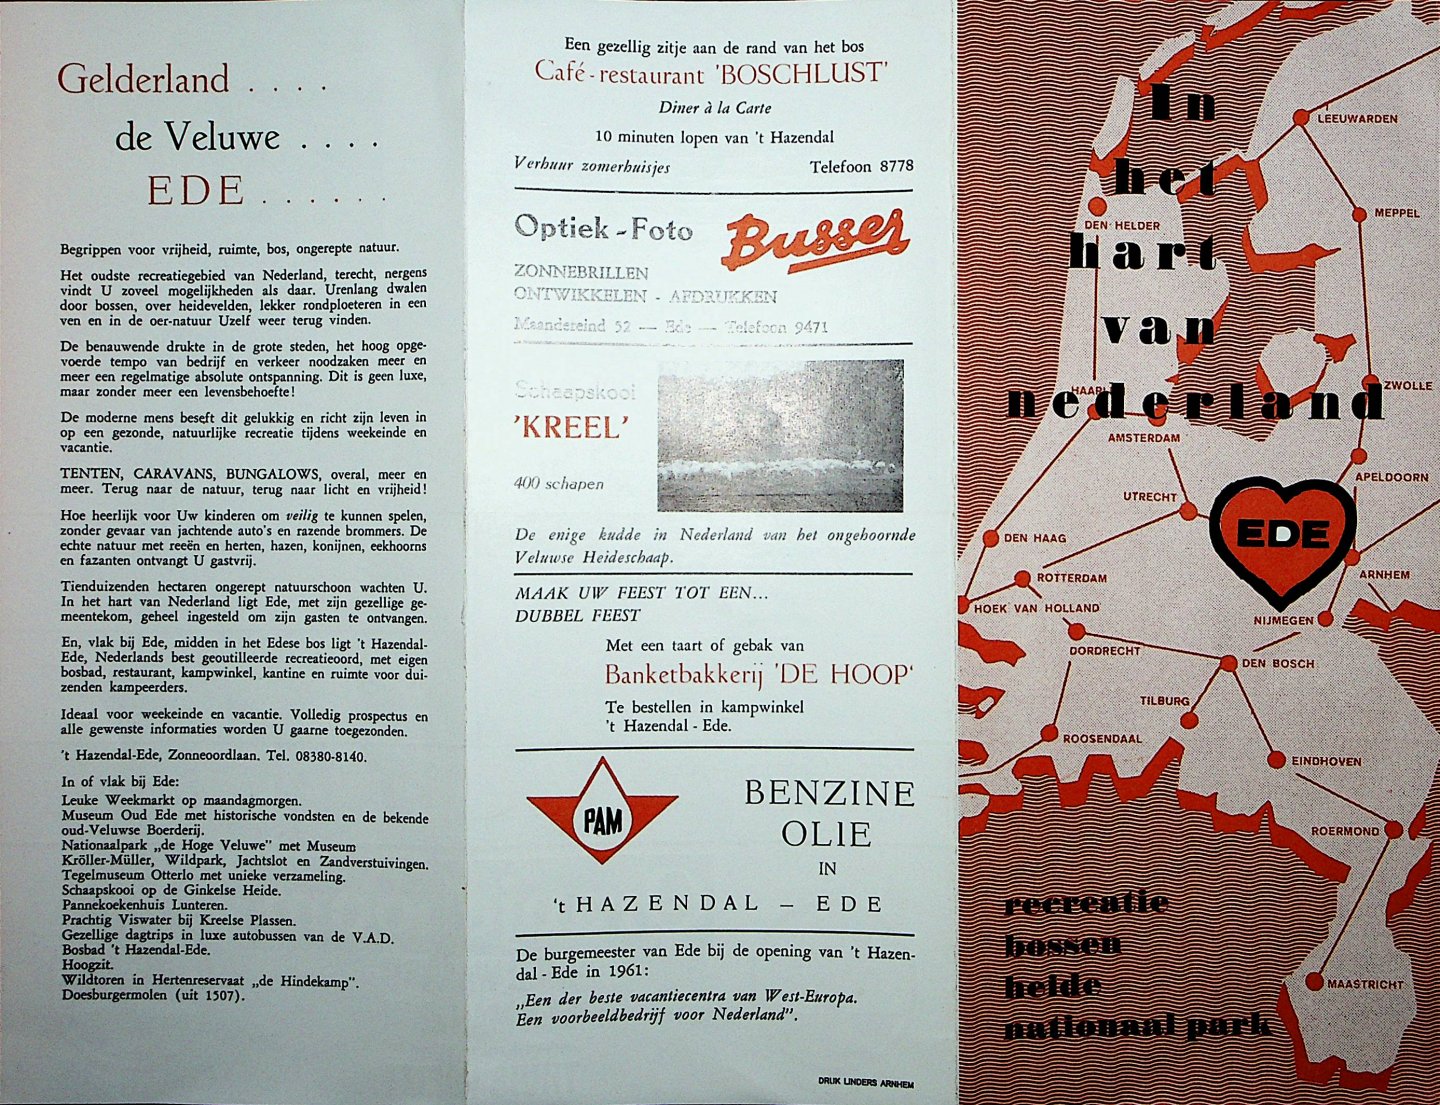 Gelderland . . . .
de Veluwe . . . .
EDE . . . . . .
Begrippen voor vrijheid, ruimte, bos, ongerepte natuur.
Het oudste recreatiegebied van Nederland, terecht, nergens
vindt U zoveel mogelijkheden als daar. Urenlang dwalen
door bossen, over heidevelden, lekker rondploeteren in een
ven en in de oer-natuur Uzelf weer terug vinden.
De benauwende drukte in de grote steden, het hoog opge-
voerde tempo van bedrijf en verkeer noodzaken meer en
meer een regelmatige absolute ontspanning. Dit is geen luxe,
maar zonder meer een levensbehoefte!
De moderne mens beseft dit gelukkig en richt zijn leven in
op een gezonde, natuurlijke recreatie tijdens weekeinde en
vacantie.
TENTEN, CARAVANS, BUNGALOWS, overal, meer en
meer. Terug naar de natuur, terug naar licht en vrijheid!
Hoe heerlijk voor Uw kinderen om veilig te kunnen spelen,
zonder gevaar van jachtende auto's en razende brommers. De
echte natuur met reeën en herten, hazen, konijnen, eekhoorns
en fazanten ontvangt U gastvrij.
Tienduizenden hectaren ongerept natuurschoon wachten U.
In het hart van Nederland ligt Ede, met zijn gezellige ge-
meentekom, geheel ingesteld om zijn gasten te ontvangen.
En, vlak bij Ede, midden in het Edese bos ligt 't Hazendal-
Ede, Nederlands best geoutilleerde recreatieoord, met eigen
bosbad, restaurant, kampwinkel, kantine en ruimte voor dui-
zenden kampeerders.
Ideaal voor weekeinde en vacantie. Volledig prospectus en
alle gewenste informaties worden U gaarne toegezonden.
't Hazendal-Ede, Zonneoordlaan. Tel. 08380-8140.
In of vlak bij Ede:
Leuke Weekmarkt op maandagmorgen.
Museum Oud Ede met historische vondsten en de bekende
oud-Veluwse Boerderij.
Nationaalpark „de Hoge Veluwe" met Museum
Kröller-Müller, Wildpark, Jachtslot en Zandverstuivingen.
Tegelmuseum Otterlo met unieke verzameling.
Schaapskooi op de Ginkelse Heide.
Pannekoekenhuis Lunteren.
Prachtig Viswater bij Kreelse Plassen.
Gezellige dagtrips in luxe autobussen van de V.A.D.
Bosbad 't Hazendal-Ede.
Hoogzit.
Wildtoren in Hertenreservaat „de Hindekamp".
Doesburgermolen (uit 1507).
Een gezellig zitje aan de rand van het bos
Café-restaurant 'BOSCHLUST'
Diner à la Carte
10 minuten lopen van 't Hazendal
Verhuur zomerhuisjes Telefoon 8778
Optiek - Foto Busser
ZONNEBRILLEN
ONTWIKKELEN - AFDRUKKEN
Maandereind 52 — Ede — Telefoon 9471
Schaapskooi
'KREEL'
400 schapen
De enige kudde in Nederland van het ongehoornde
Veluwse Heideschaap.
MAAK UW FEEST TOT EEN...
DUBBEL FEEST
Met een taart of gebak van
Banketbakkerij 'DE HOOP'
Te bestellen in kampwinkel
't Hazendal - Ede.
PAM
BENZINE
OLIE
IN
't HAZENDAL — EDE
De burgemeester van Ede bij de opening van 't Hazen-
dal - Ede in 1961:
„Een der beste vacantiecentra van West-Europa.
Een voorbeeldbedrijf voor Nederland".
DRUK LINDERS ARNHEM
In
het
hart
van
nederland
LEEUWARDEN
MEPPEL
DEN HELDER
ZWOLLE
HAARL
AMSTERDAM
APELDOORN
UTRECHT
EDE
DEN HAAG
ARNHEM
ROTTERDAM
HOEK VAN HOLLAND
NIJMEGEN
DORDRECHT
DEN BOSCH
TILBURG
ROOSENDAAL
EINDHOVEN
ROERMOND
MAASTRICHT
recreatie
bossen
heide
nationaal park